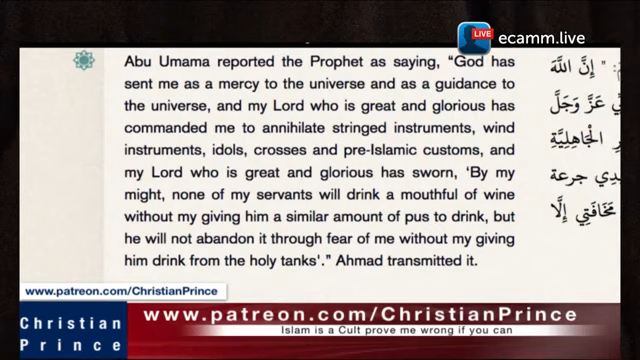 LIVE ecamm.live
Abu Umama reported the Prophet as saying, “God has
sent me as a mercy to the universe and as a guidance to
the universe, and my Lord who is great and glorious has
commanded me to annihilate stringed instruments, wind
instruments, idols, crosses and pre-Islamic customs, and
my Lord who is great and glorious has sworn, ‘By my
might, none of my servants will drink a mouthful of wine
without my giving him a similar amount of pus to drink, but
he will not abandon it through fear of me without my giving
him drink from the holy tanks’.” Ahmad transmitted it.
" إِنَّ اللَّهَ
عَزَّ وَجَلَّ
الْجَاهِلِيَّةِ
جرعة
مَخَافَتِي إِلَّا
www.patreon.com/ChristianPrince
Christian
Prince
www.patreon.com/ChristianPrince
Islam is a Cult prove me wrong if you can